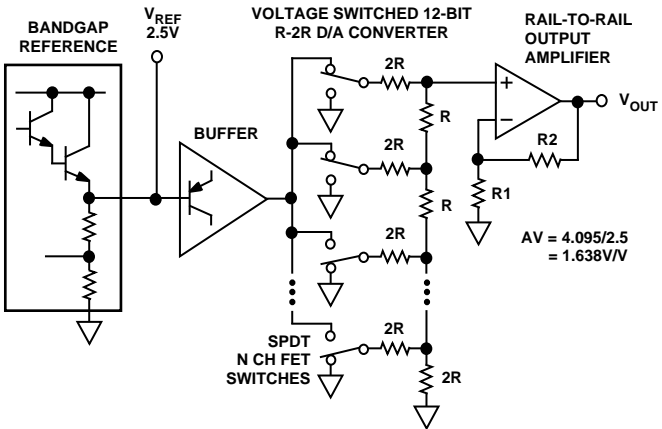 BANDGAP
REFERENCE
VREF
2.5V
VOLTAGE SWITCHED 12-BIT
R-2R D/A CONVERTER
RAIL-TO-RAIL
OUTPUT
AMPLIFIER
BUFFER
2R
R
2R
R
2R
2R
2R
SPDT
N CH FET
SWITCHES
+
–
VOUT
R2
R1
AV = 4.095/2.5
= 1.638V/V